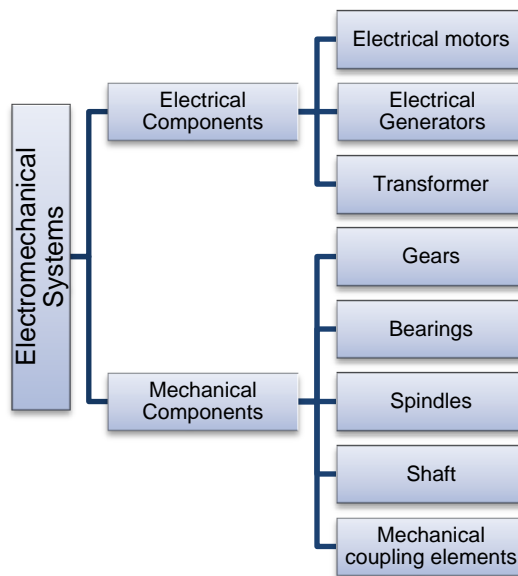 Electromechanical
Systems
Electrical
Components
Electrical motors
Electrical
Generators
Transformer
Mechanical
Components
Gears
Bearings
Spindles
Shaft
Mechanical
coupling elements